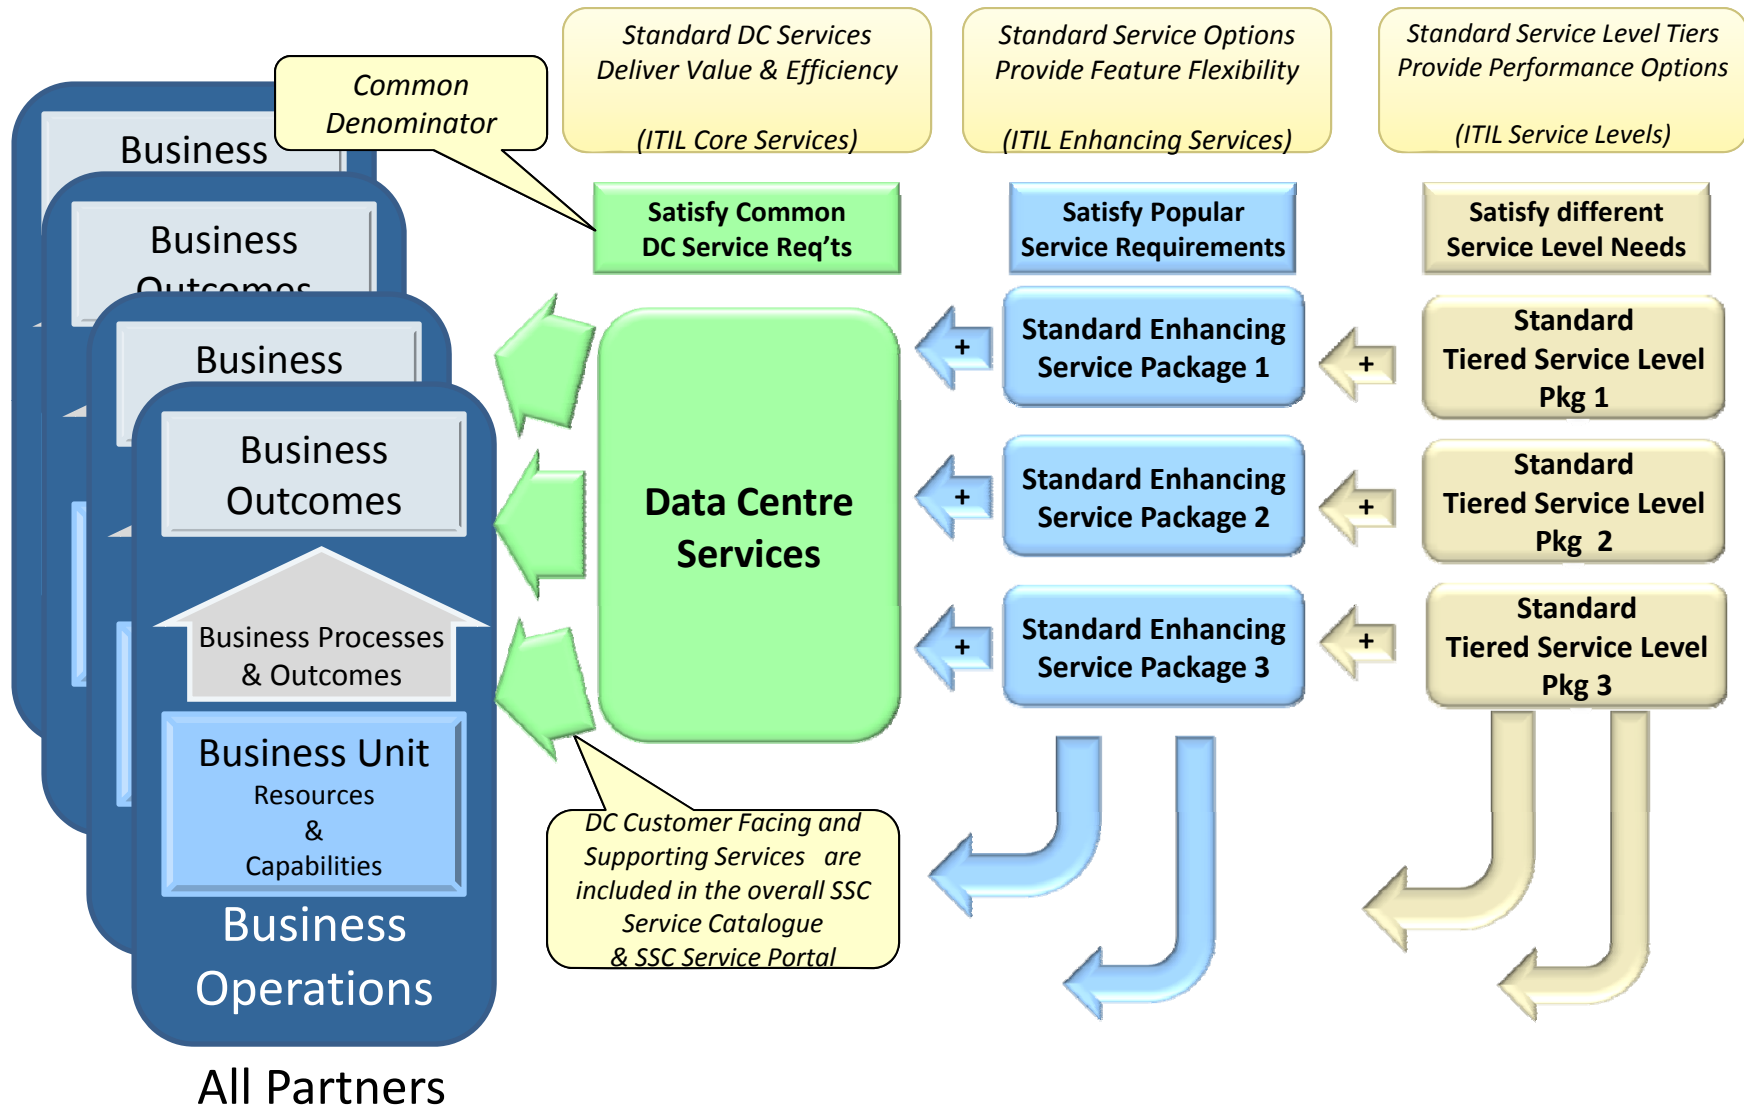 Standard DC Services
Deliver Value & Efficiency
(ITIL Core Services)
Standard Service Options
Provide Feature Flexibility
(ITIL Enhancing Services)
Standard Service Level Tiers
Provide Performance Options
(ITIL Service Levels)
Common
Denominator
Satisfy Common
DC Service Req’ts
Satisfy Popular
Service Requirements
Satisfy different
Service Level Needs
Business
Business
Outcomes
Business
Business
Outcomes
Business Processes
& Outcomes
Business Unit
Resources
&
Capabilities
Business
Operations
All Partners
Data Centre
Services
+
Standard Enhancing
Service Package 1
+
Standard
Tiered Service Level
Pkg 1
+
Standard Enhancing
Service Package 2
+
Standard
Tiered Service Level
Pkg 2
+
Standard Enhancing
Service Package 3
+
Standard
Tiered Service Level
Pkg 3
DC Customer Facing and
Supporting Services are
included in the overall SSC
Service Catalogue
& SSC Service Portal